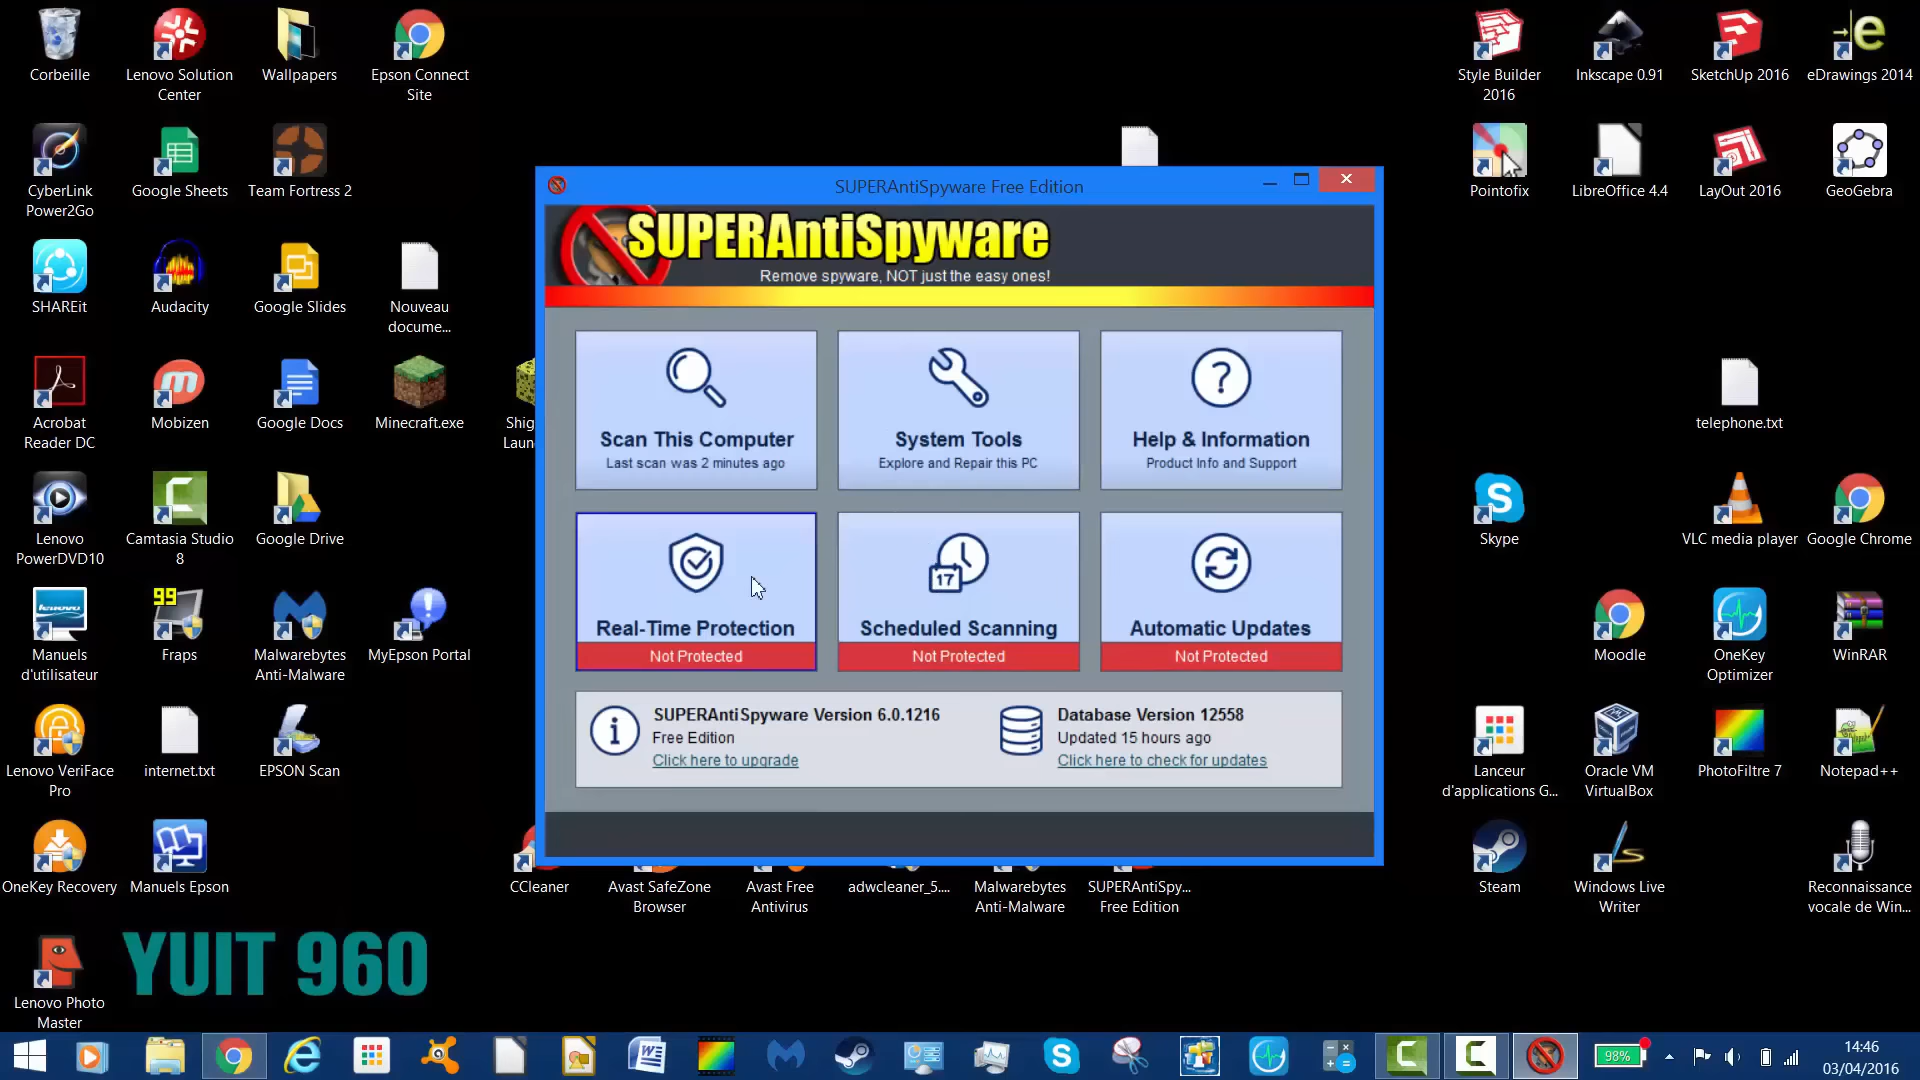 Corbeille
Lenovo Solution
Center
Wallpapers
Epson Connect
Site
Style Builder
2016
Inkscape 0.91
SketchUp 2016
eDrawings 2014
CyberLink
Power2Go
Google Sheets
Team Fortress 2
Pointofix
LibreOffice 4.4
LayOut 2016
GeoGebra
SHAREit
Audacity
Google Slides
Nouveau
docume...
Acrobat
Reader DC
Mobizen
Google Docs
Minecraft.exe
Shig
Laun
telephone.txt
Lenovo
PowerDVD10
Camtasia Studio
8
Google Drive
Skype
VLC media player
Google Chrome
99
Manuels
d'utilisateur
Fraps
Malwarebytes
Anti-Malware
MyEpson Portal
Moodle
OneKey
Optimizer
WinRAR
Lenovo VeriFace
Pro
internet.txt
EPSON Scan
Lanceur
d'applications G...
Oracle VM
VirtualBox
PhotoFiltre 7
Notepad++
OneKey Recovery
Manuels Epson
CCleaner
Avast SafeZone
Browser
Avast Free
Antivirus
adwcleaner_5....
Malwarebytes
Anti-Malware
SUPERAntiSpy...
Free Edition
Steam
Windows Live
Writer
Reconnaissance
vocale de Win...
Lenovo Photo
Master
YUIT 960
SUPERAntiSpyware Free Edition
SUPERAntiSpyware
Remove spyware, NOT just the easy ones!
Scan This Computer
Last scan was 2 minutes ago
System Tools
Explore and Repair this PC
Help & Information
Product Info and Support
Real-Time Protection
Not Protected
17
Scheduled Scanning
Not Protected
Automatic Updates
Not Protected
SUPERAntiSpyware Version 6.0.1216
Free Edition
Click here to upgrade
Database Version 12558
Updated 15 hours ago
Click here to check for updates
98%
14:46
03/04/2016